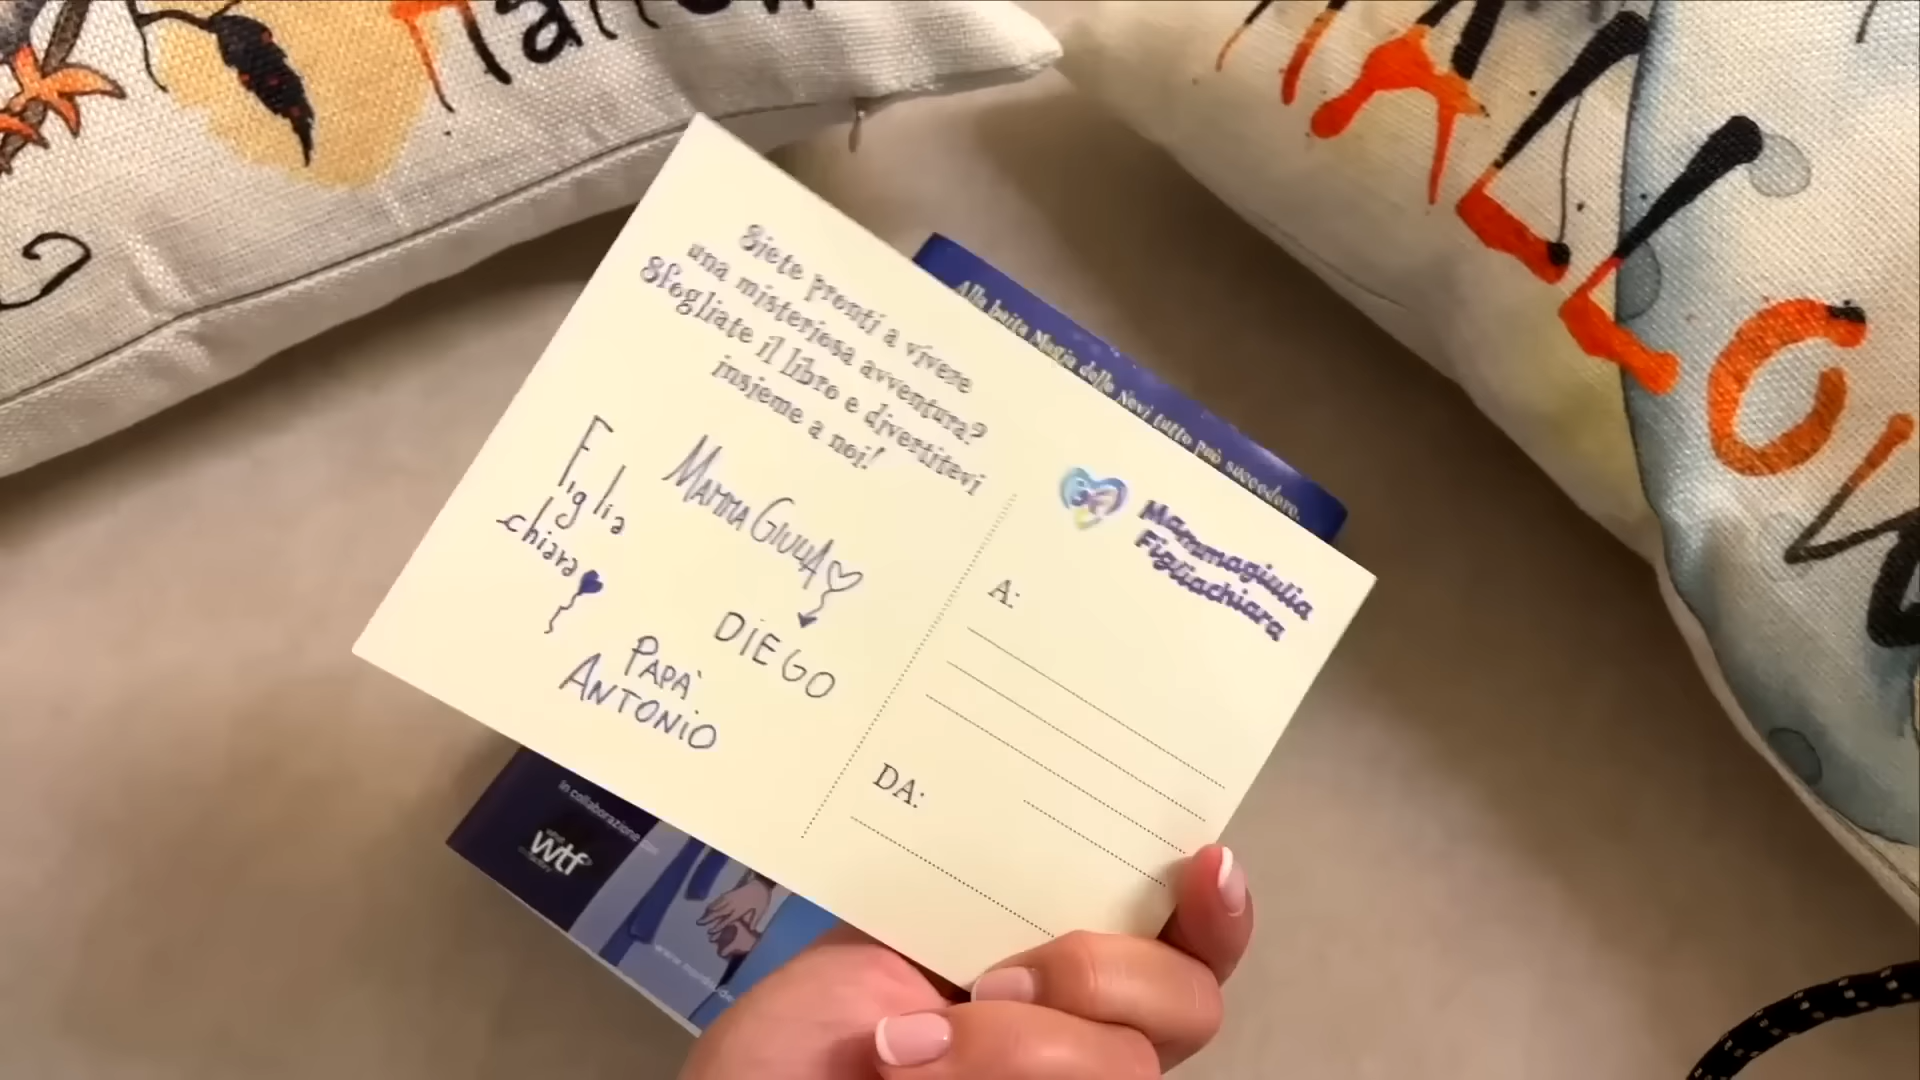 Siete pronti a vivere
una misteriosa avventura?
Sfogliate il libro e divertitevi
insieme a noi!
Figlia
chiara
MAMMA GIULIA
DIEGO
PAPÀ
ANTONIO
Mammagiulia
Figliachiara
A:
DA:
Alla baita Magia delle Nevi tutto può succedere.
In collaborazione
wtf
HALLOW